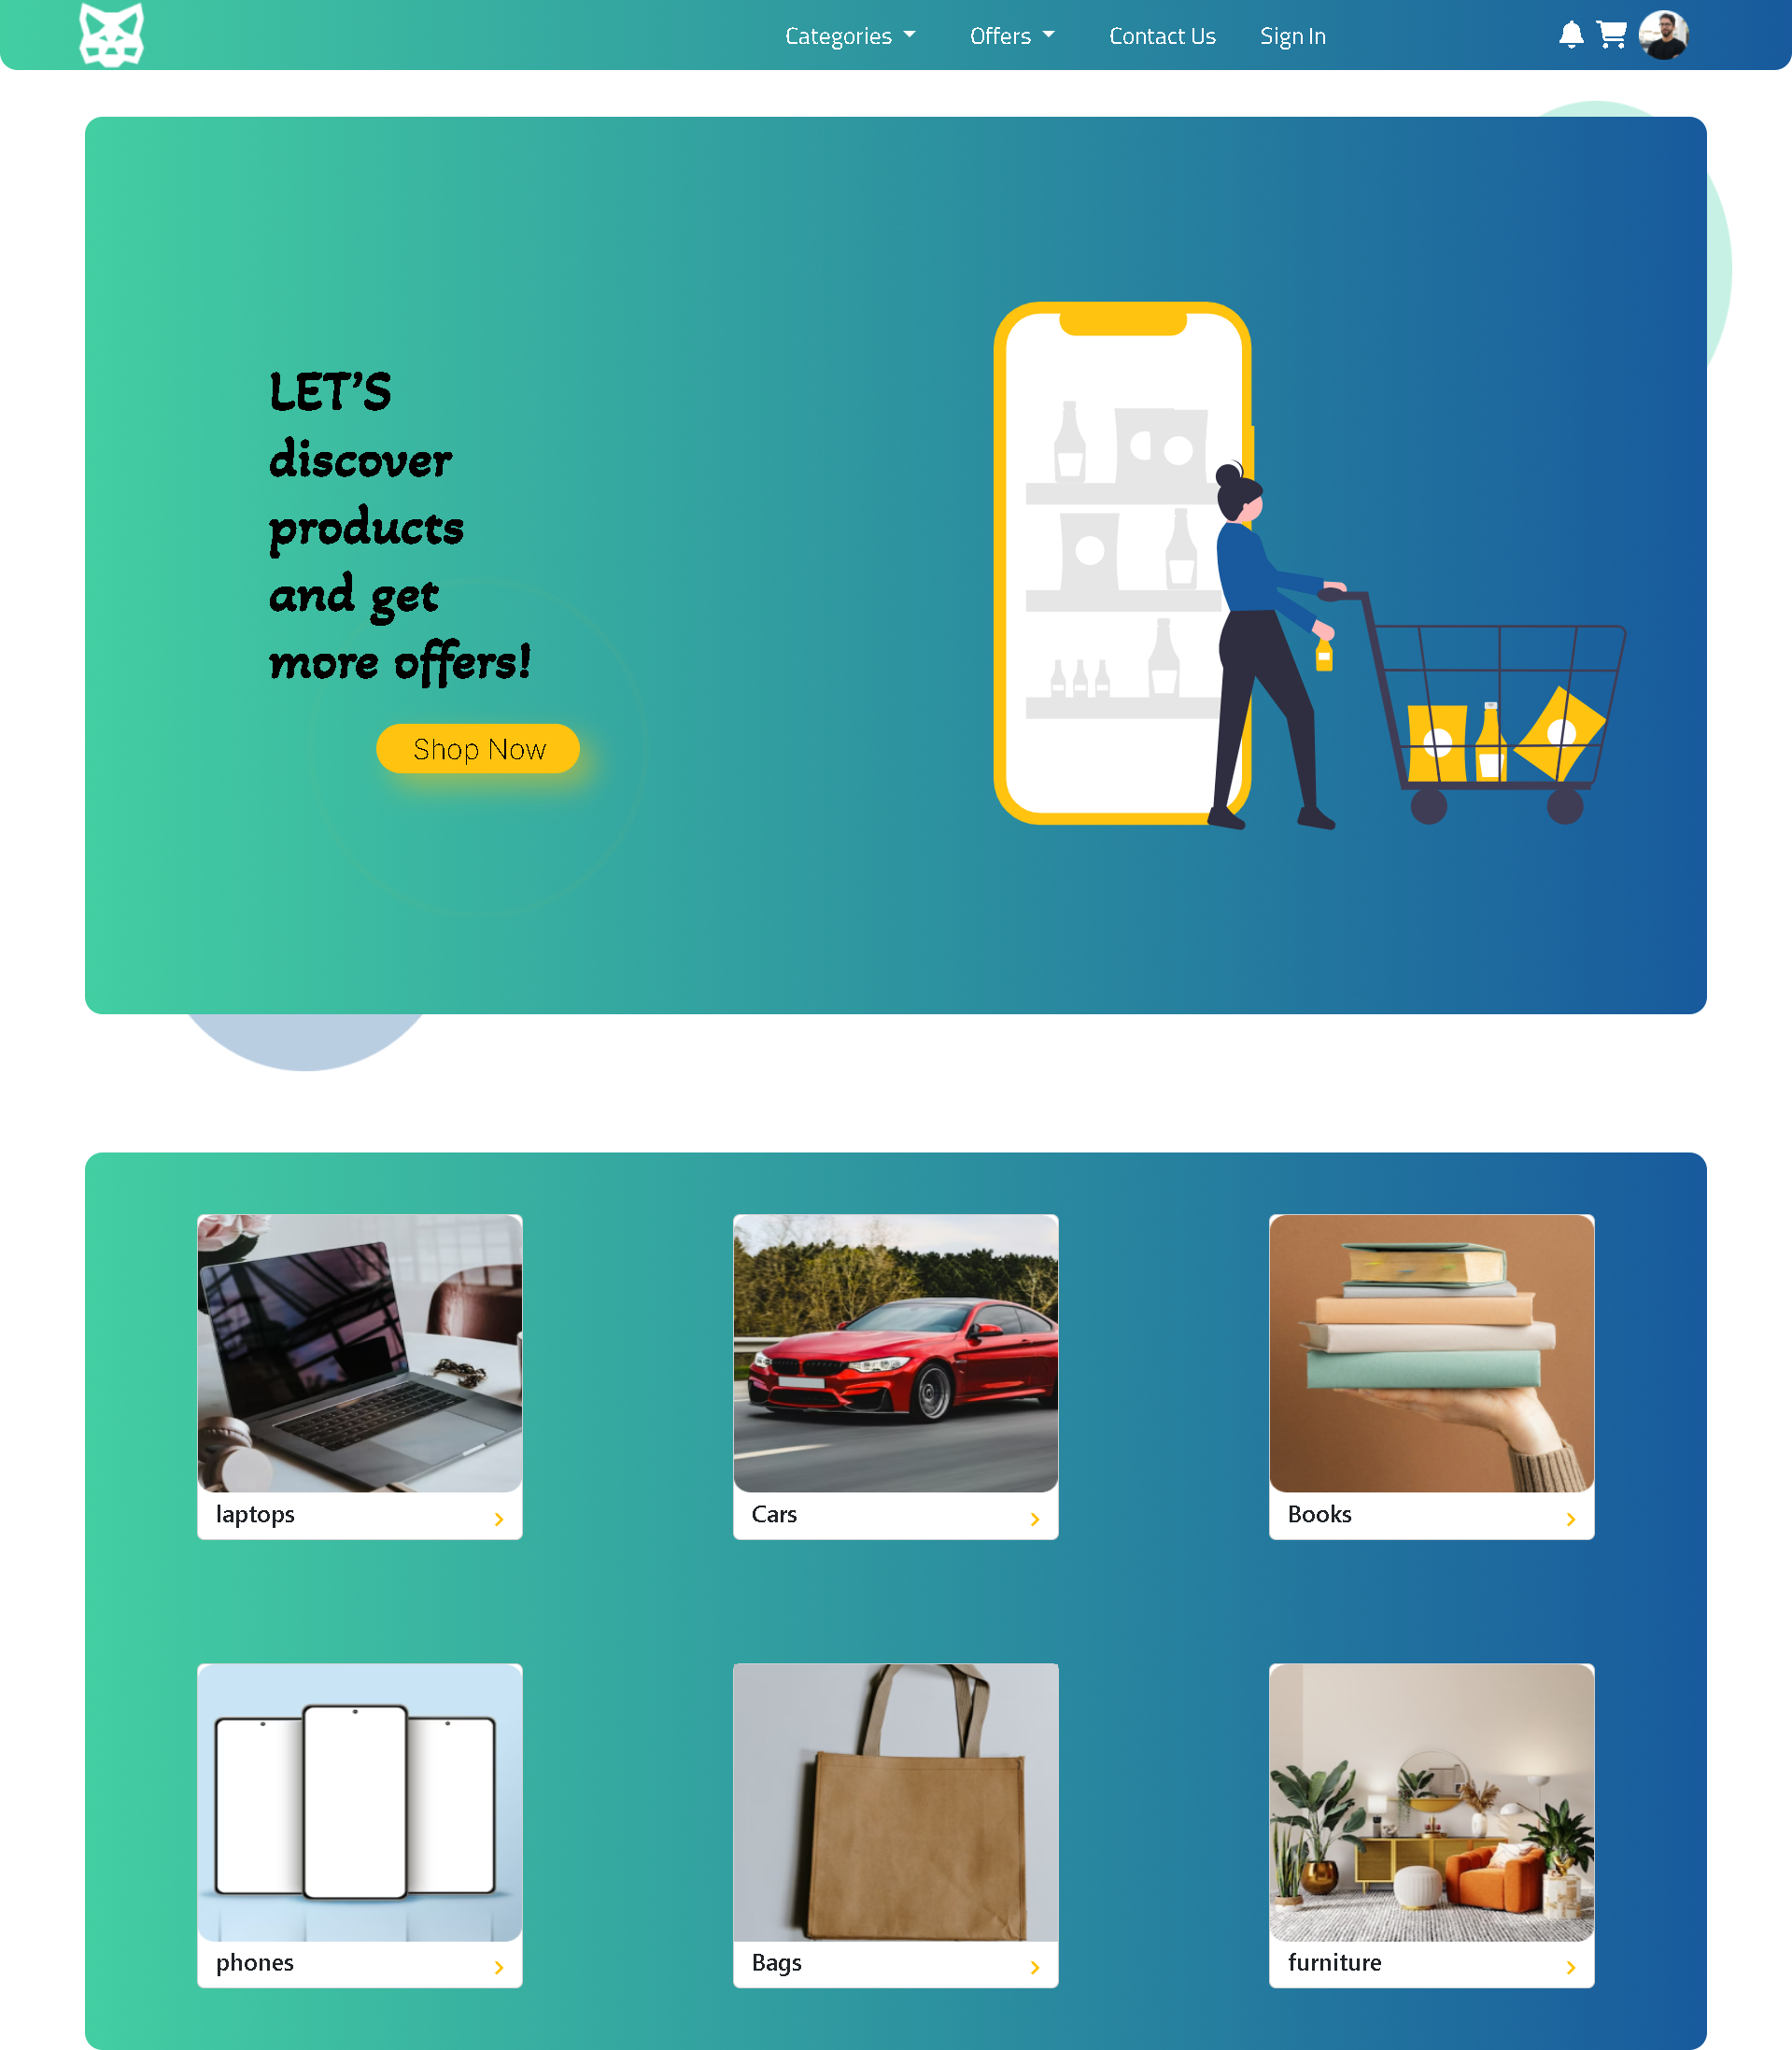 Categories
Offers
Contact Us
Sign In
LET'S
discover
products
and get
more offers!
Shop Now
laptops
Cars
Books
phones
Bags
furniture